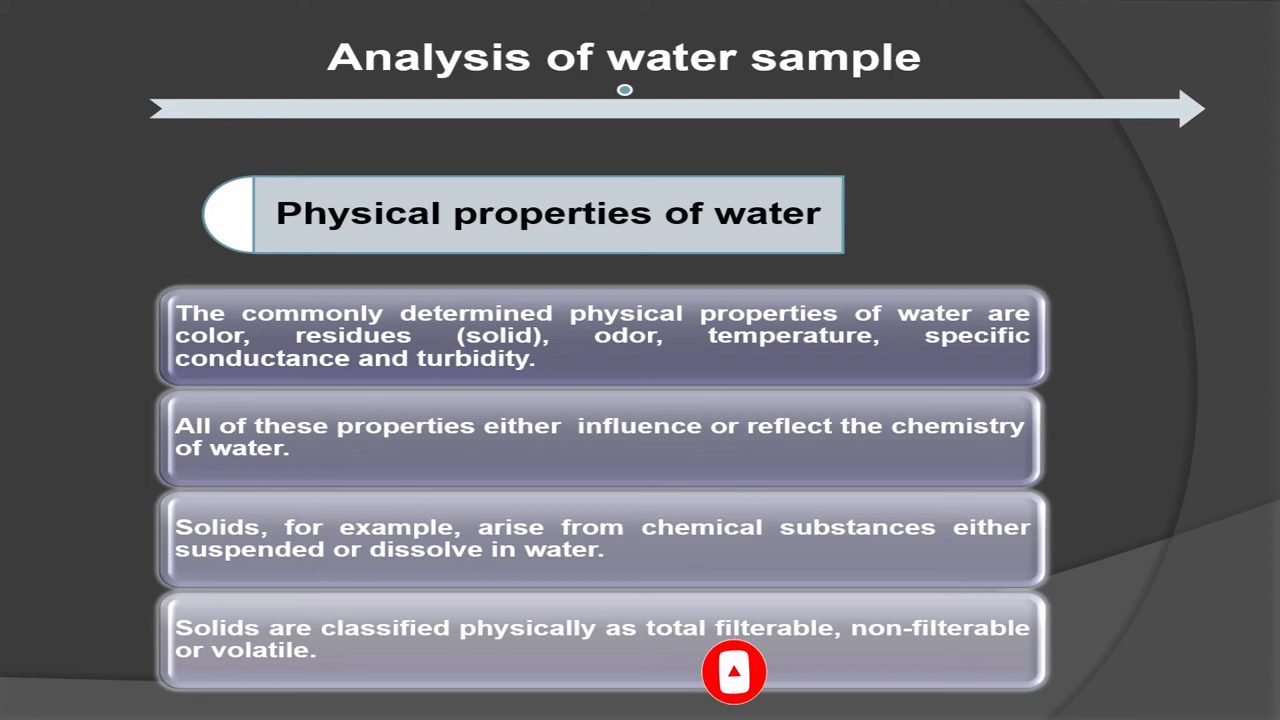 Analysis of water sample
Physical properties of water
The commonly determined physical properties of water are
color, residues (solid), odor, temperature, specific
conductance and turbidity.
All of these properties either influence or reflect the chemistry
of water.
Solids, for example, arise from chemical substances either
suspended or dissolve in water.
Solids are classified physically as total filterable, non-filterable
or volatile.